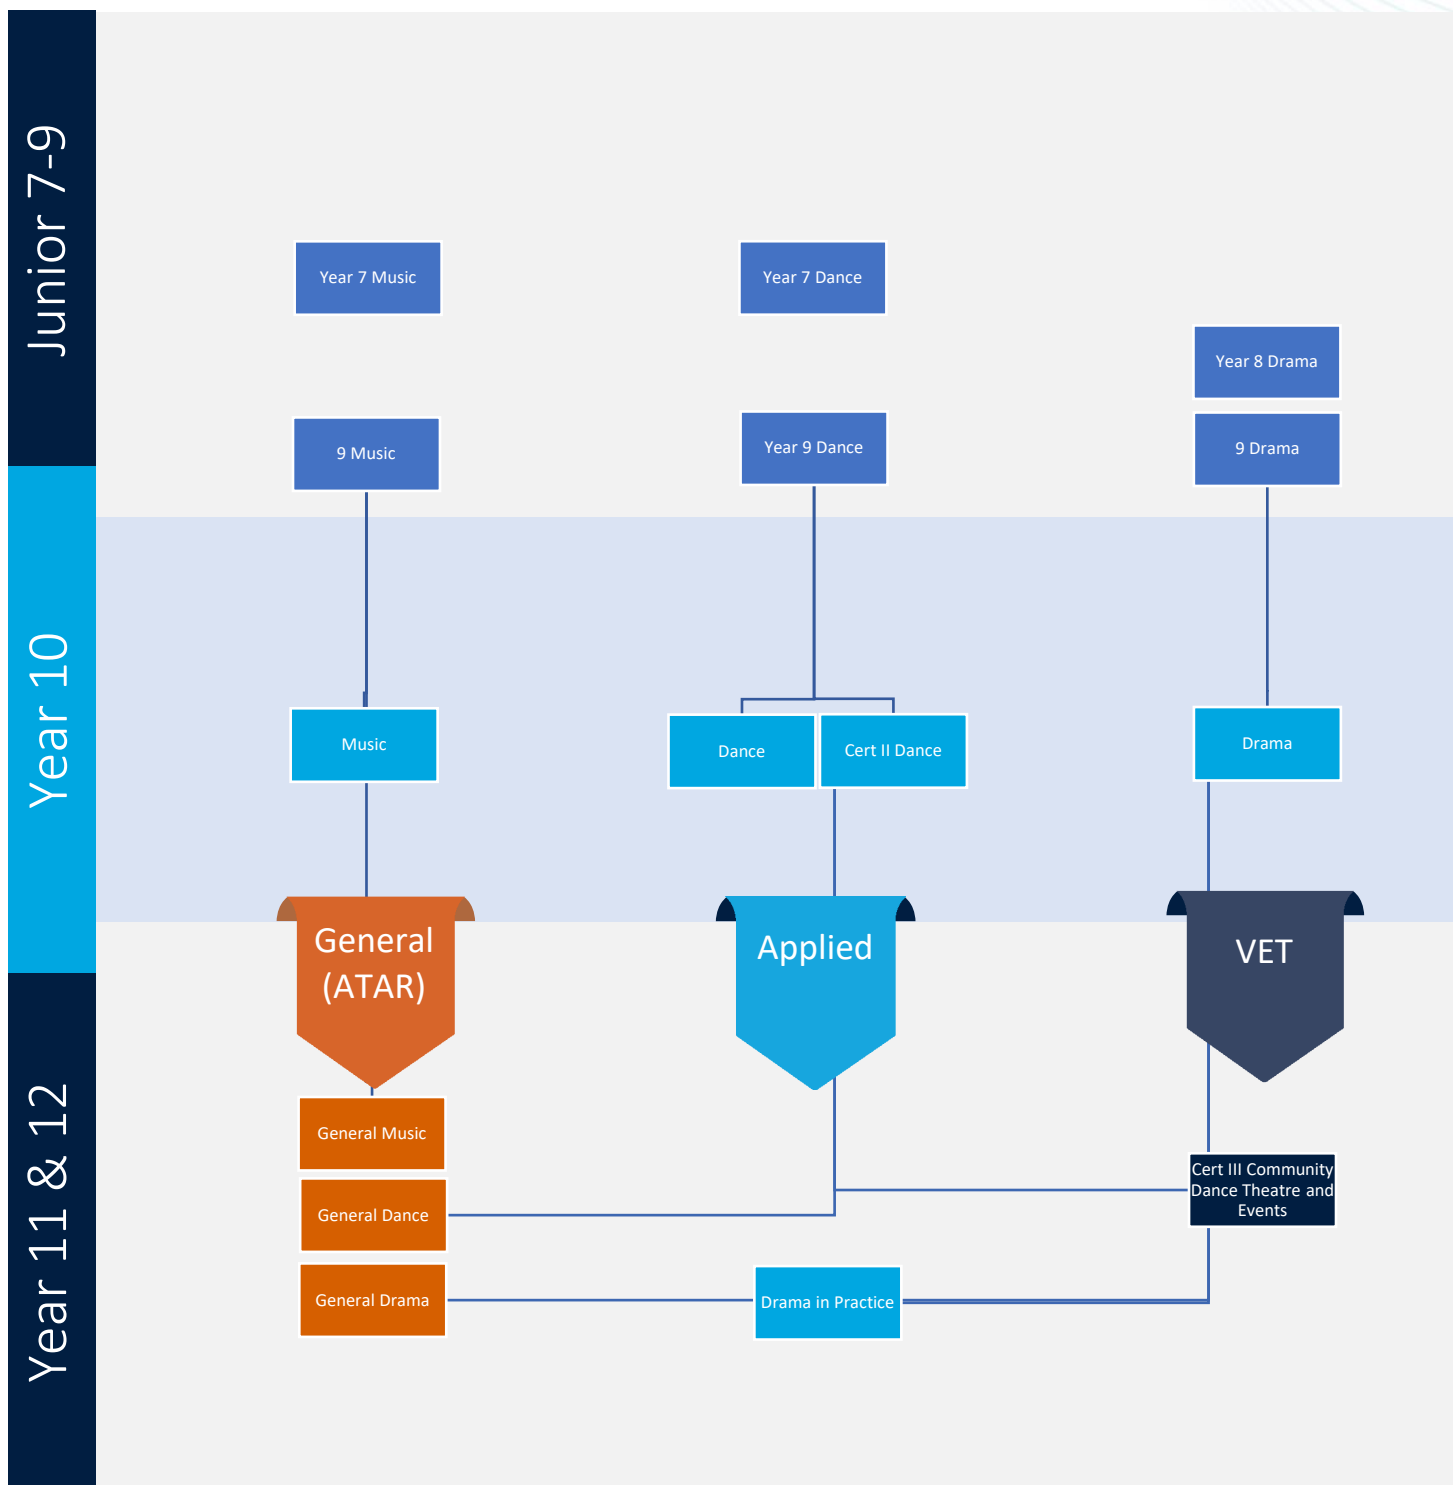 Junior 7-9
Year 7 Music
Year 7 Dance
Year 8 Drama
9 Music
Year 9 Dance
9 Drama
Year 10
Music
Dance
Cert II Dance
Drama
General
(ATAR)
Applied
VET
Year 11 & 12
General Music
Cert III Community
Dance Theatre and
Events
General Dance
General Drama
Drama in Practice